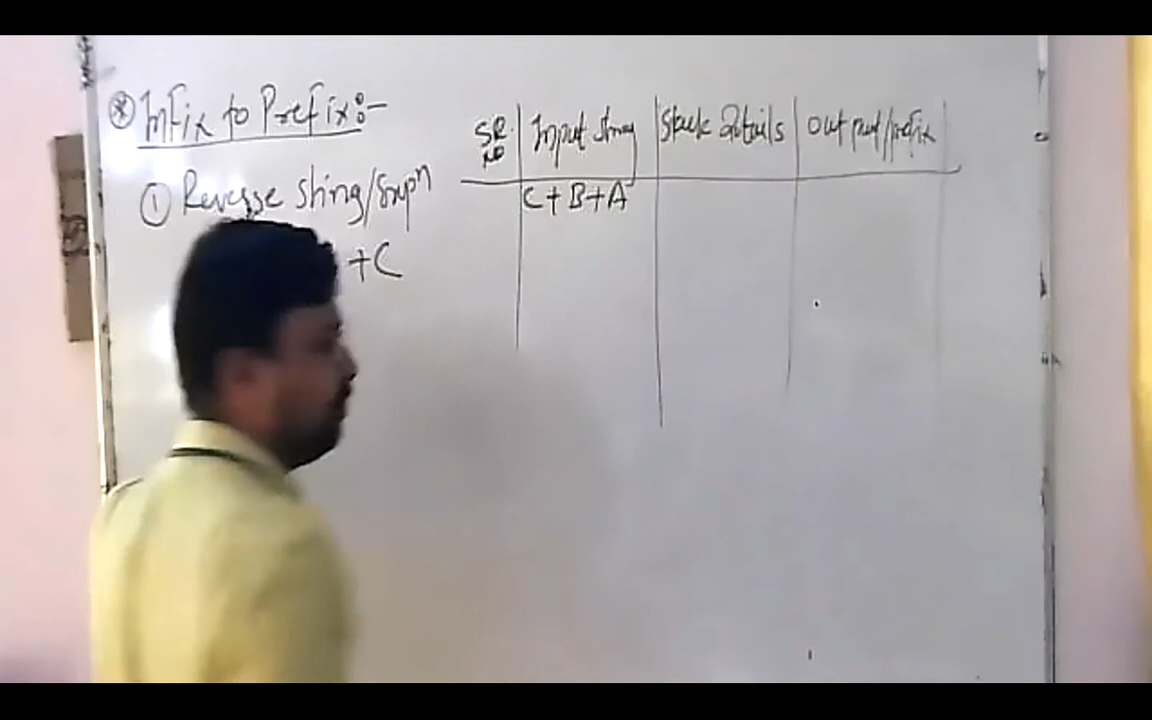 * Infix to Prefix:-
① Reverse string/Expn
+C
SR. NO
Input string
Stack Details
Output/prefix
C+B+A